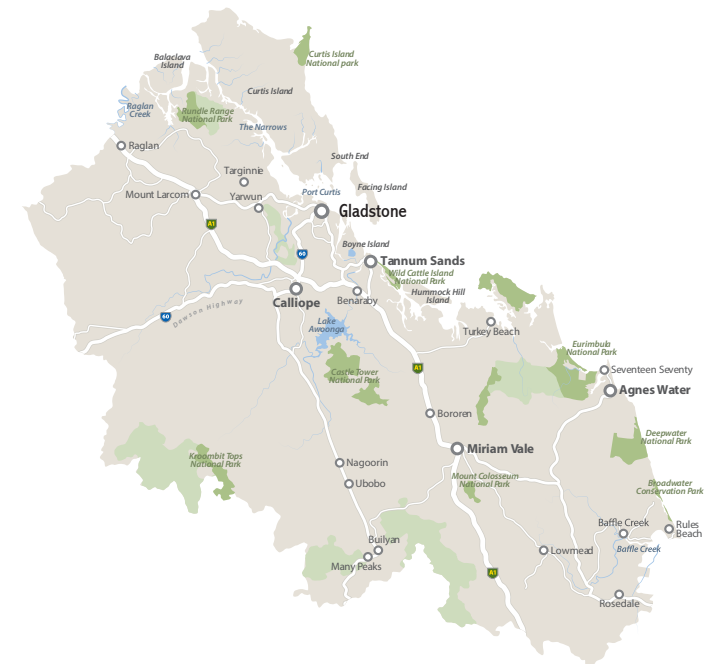 Curtis Island
National park
Balaclava
Island
Curtis Island
Raglan
Creek
Rundle Range
National Park
The Narrows
Raglan
South End
Targinnie
Facing Island
Port Curtis
Mount Larcom
Yarwun
Gladstone
A1
Boyne Island
60
Tannum Sands
Wild Cattle Island
National Park
Hummock Hill
Island
Calliope
Benaraby
Dawson Highway
60
Lake
Awoonga
Turkey Beach
Eurimbula
National Park
A1
Seventeen Seventy
Castle Tower
National Park
Agnes Water
Bororen
Deepwater
National Park
Miriam Vale
Kroombit Tops
National Park
Nagoorin
Mount Colosseum
National Park
Ubobo
Broadwater
Conservation Park
Baffle Creek
Rules
Beach
Builyan
Lowmead
Baffle Creek
Many Peaks
A1
Rosedale